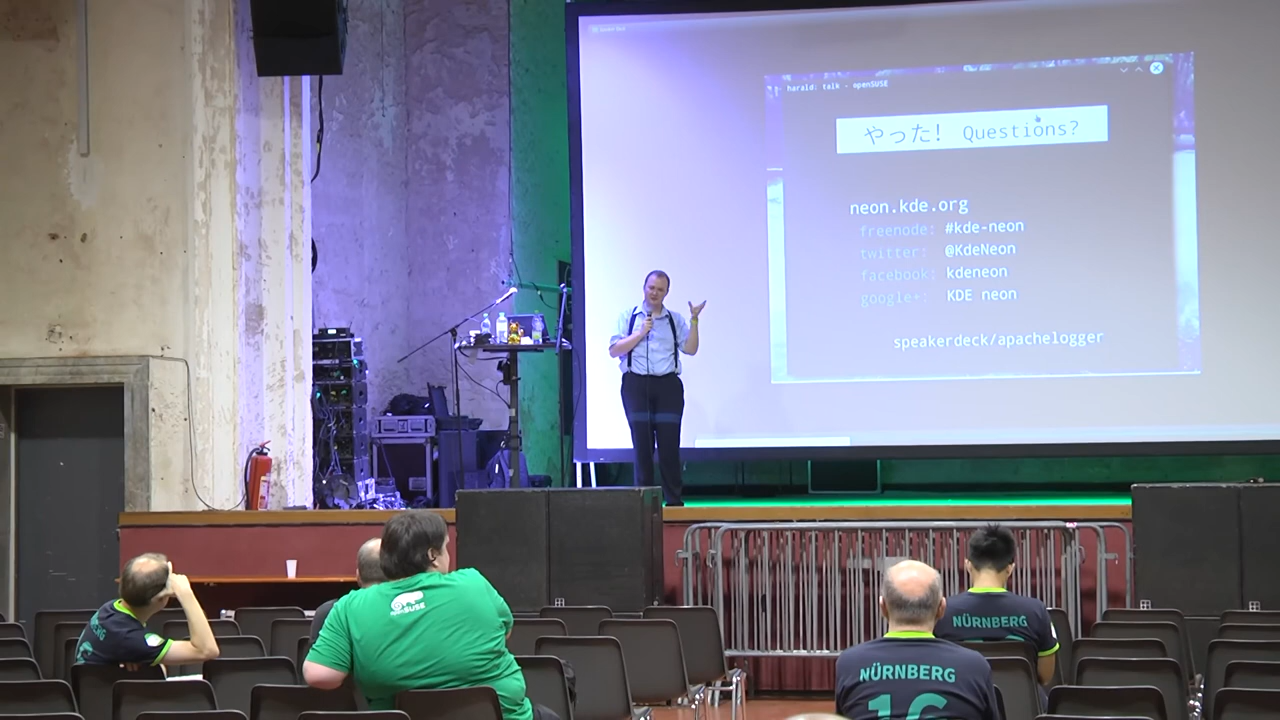 harald: talk - openSUSE
やった! Questions?
neon.kde.org
freenode: #kde-neon
twitter: @KdeNeon
facebook: kdeneon
google+: KDE neon
speakerdeck/apachelogger
openSUSE
NÜRNBERG
NÜRNBERG
16